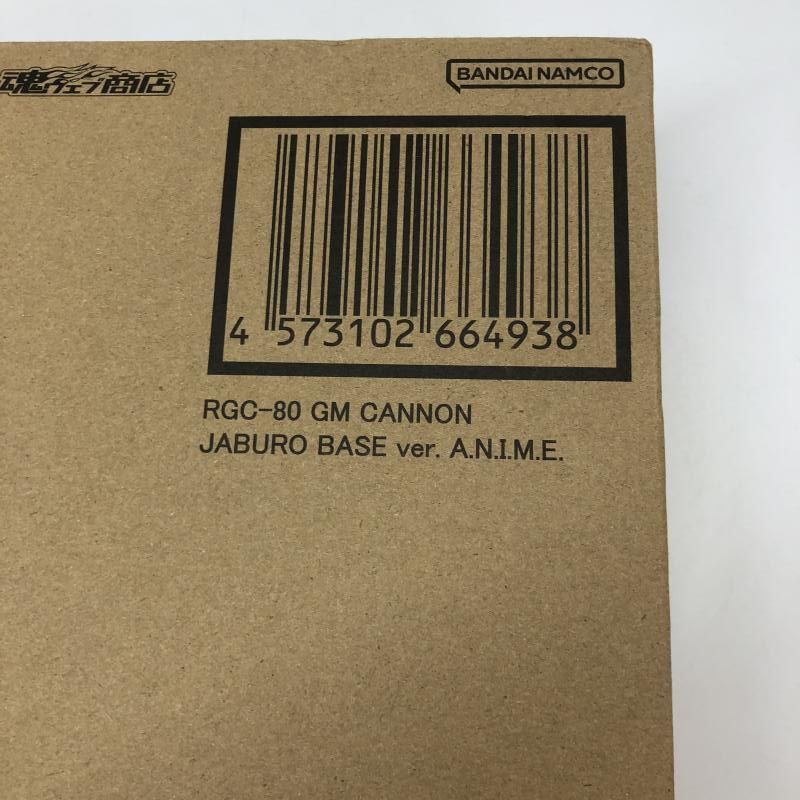 魂ウェブ商店
BANDAI NAMCO
4 573102 664938
RGC-80 GM CANNON
JABURO BASE ver. A.N.I.M.E.